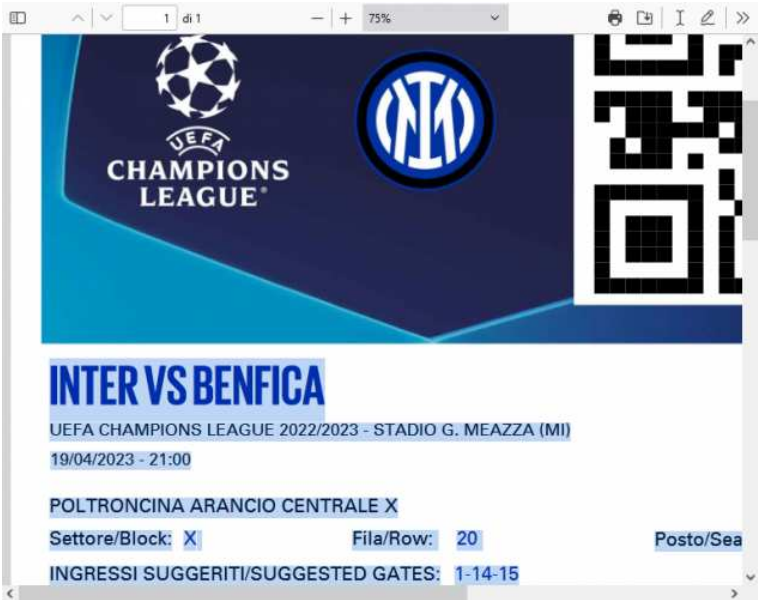 1 di 1 75%
UEFA
CHAMPIONS
LEAGUE®
INTER VS BENFICA
UEFA CHAMPIONS LEAGUE 2022/2023 - STADIO G. MEAZZA (MI)
19/04/2023 - 21:00
POLTRONCINA ARANCIO CENTRALE X
Settore/Block: X Fila/Row: 20 Posto/Sea
INGRESSI SUGGERITI/SUGGESTED GATES: 1-14-15